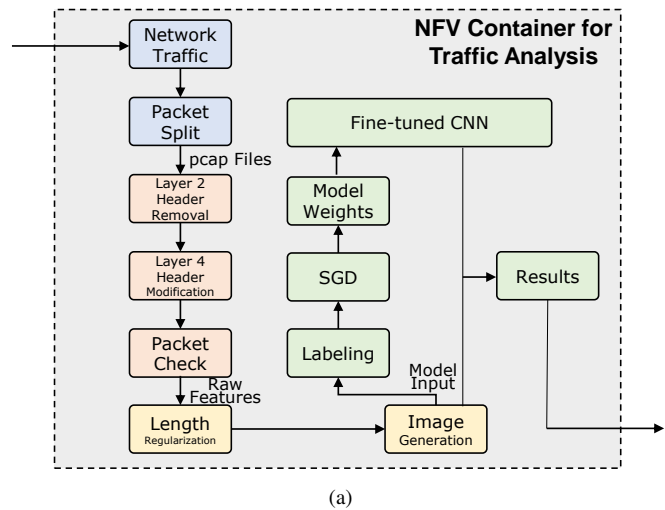 NFV Container for
Traffic Analysis
Network
Traffic
Packet
Split
pcap Files
Layer 2
Header
Removal
Layer 4
Header
Modification
Packet
Check
Raw
Features
Length
Regularization
Image
Generation
Model
Input
Labeling
SGD
Model
Weights
Fine-tuned CNN
Results
(a)